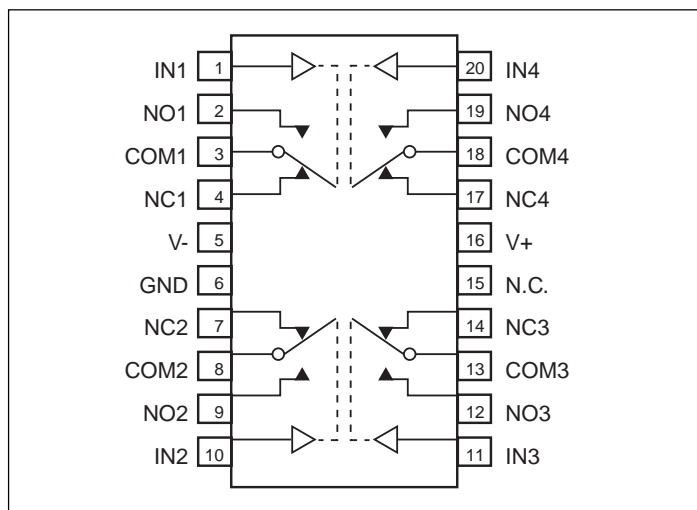 IN1 1 20 IN4
NO1 2 19 NO4
COM1 3 18 COM4
NC1 4 17 NC4
V- 5 16 V+
GND 6 15 N.C.
NC2 7 14 NC3
COM2 8 13 COM3
NO2 9 12 NO3
IN2 10 11 IN3